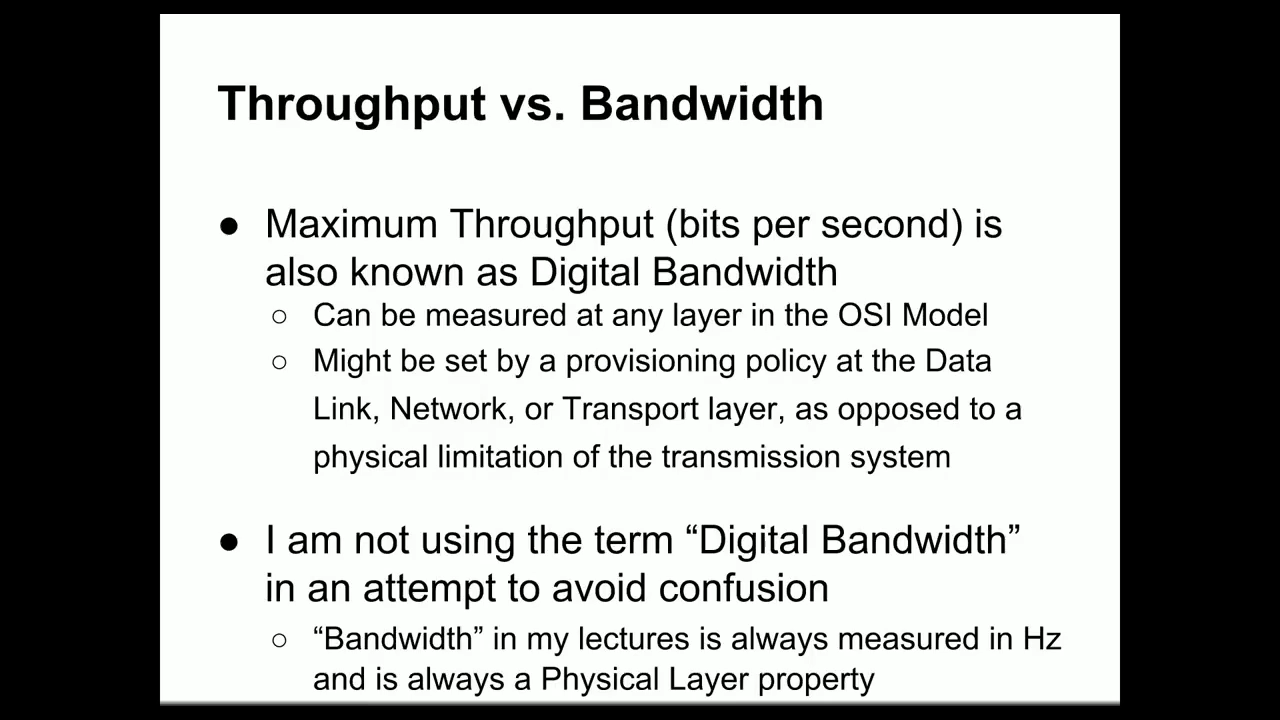 Throughput vs. Bandwidth
● Maximum Throughput (bits per second) is
also known as Digital Bandwidth
○ Can be measured at any layer in the OSI Model
○ Might be set by a provisioning policy at the Data
Link, Network, or Transport layer, as opposed to a
physical limitation of the transmission system
● I am not using the term “Digital Bandwidth”
in an attempt to avoid confusion
○ “Bandwidth” in my lectures is always measured in Hz
and is always a Physical Layer property